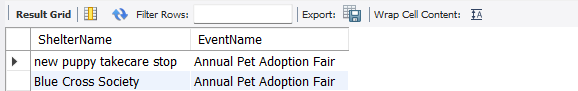 Result Grid Filter Rows: Export: Wrap Cell Content:
ShelterName EventName
new puppy takecare stop Annual Pet Adoption Fair
Blue Cross Society Annual Pet Adoption Fair